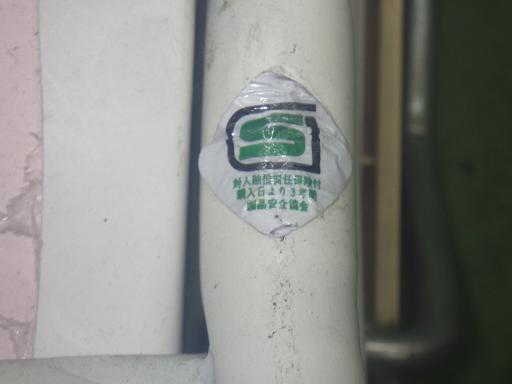 SG
対人賠償責任保険付
購入日より3年間
製品安全協会